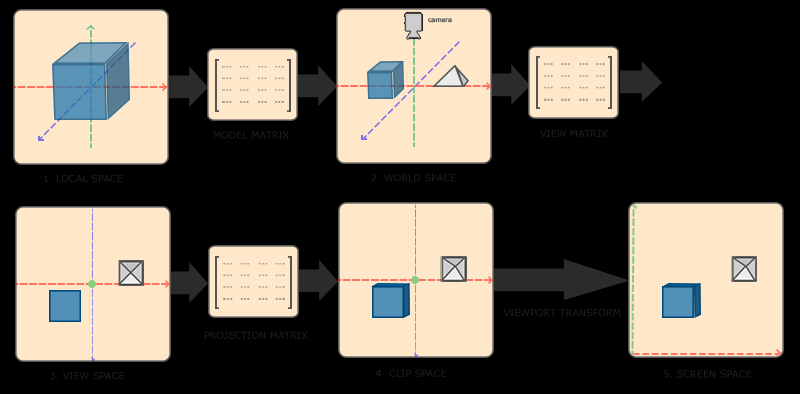 camera
MODEL MATRIX
VIEW MATRIX
1. LOCAL SPACE
2. WORLD SPACE
PROJECTION MATRIX
VIEWPORT TRANSFORM
3. VIEW SPACE
4. CLIP SPACE
5. SCREEN SPACE